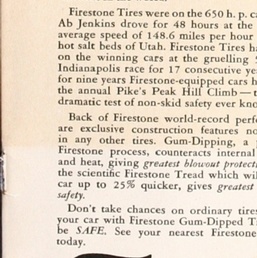 Firestone Tires were on the 650 h. p. ca
Ab Jenkins drove for 48 hours at the
average speed of 148.6 miles per hour
hot salt beds of Utah. Firestone Tires ha
on the winning cars at the gruelling 5
Indianapolis race for 17 consecutive yea
for nine years Firestone-equipped cars h
the annual Pike's Peak Hill Climb—t
dramatic test of non-skid safety ever kno
Back of Firestone world-record perfo
are exclusive construction features no
in any other tires. Gum-Dipping, a
Firestone process, counteracts internal
and heat, giving greatest blowout protecti
the scientific Firestone Tread which wil
car up to 25% quicker, gives greatest
safety.
Don't take chances on ordinary tires
your car with Firestone Gum-Dipped T
be SAFE. See your nearest Firestone
today.